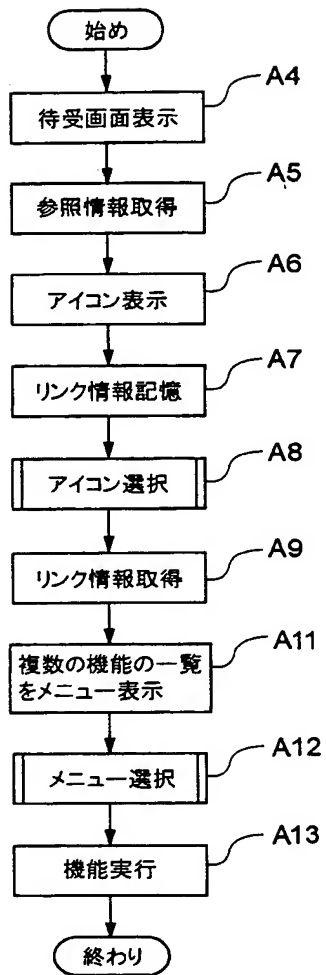 始め
待受画面表示
A4
参照情報取得
A5
アイコン表示
A6
リンク情報記憶
A7
アイコン選択
A8
リンク情報取得
A9
複数の機能の一覧
をメニュー表示
A11
メニュー選択
A12
機能実行
A13
終わり